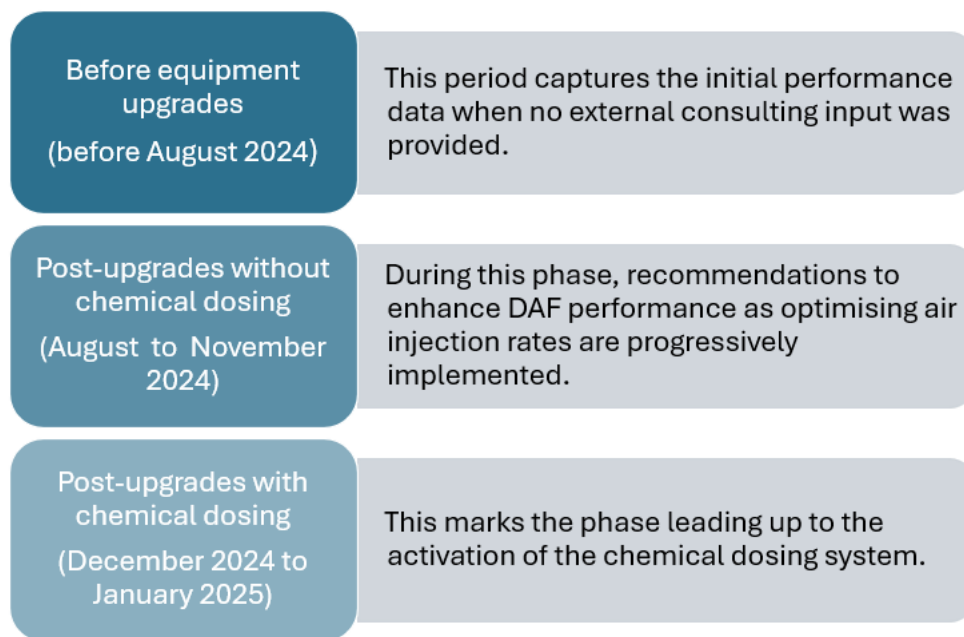 Before equipment
upgrades
(before August 2024)
This period captures the initial performance
data when no external consulting input was
provided.
Post-upgrades without
chemical dosing
(August to November
2024)
During this phase, recommendations to
enhance DAF performance as optimising air
injection rates are progressively
implemented.
Post-upgrades with
chemical dosing
(December 2024 to
January 2025)
This marks the phase leading up to the
activation of the chemical dosing system.